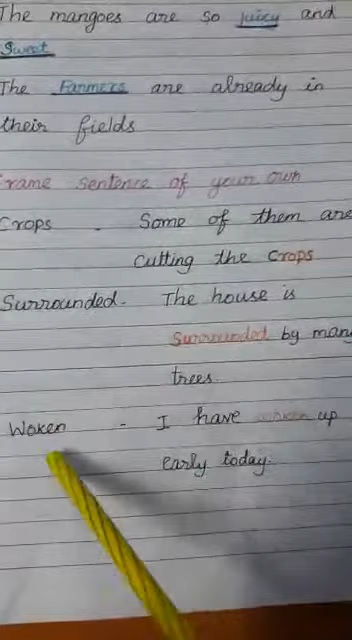 The mangoes are so juicy and
Sweet
The Farmers are already in
their fields
Frame sentence of your own
Crops - Some of them are
cutting the crops
Surrounded - The house is
Surrounded by many
trees
Woken - I have woken up
early today.